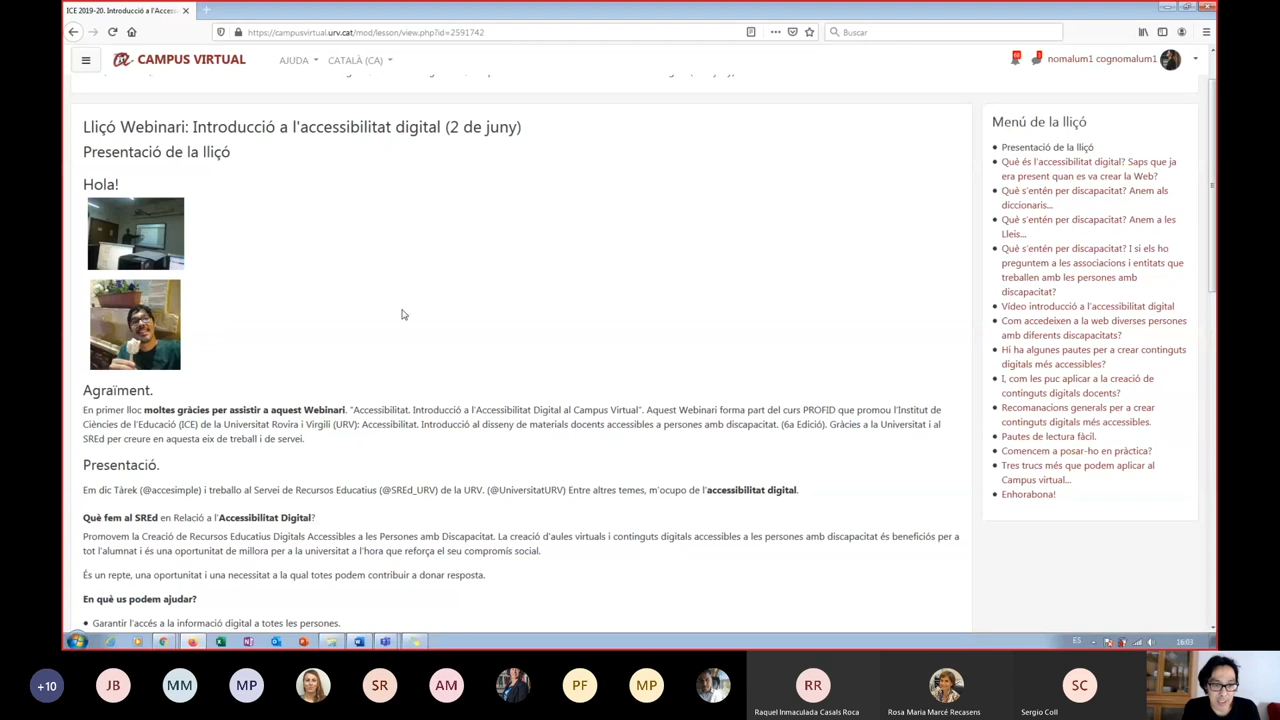 ICE 2019-20. Introducció a l'Acces
https://campusvirtual.urv.cat/mod/lesson/view.php?id=2591742
Buscar
CAMPUS VIRTUAL
AJUDA
CATALÀ (CA)
nomalum1 cognomalum1
Lliçó Webinari: Introducció a l'accessibilitat digital (2 de juny)
Presentació de la lliçó
Hola!
Agraïment.
En primer lloc moltes gràcies per assistir a aquest Webinari. "Accessibilitat. Introducció a l'Accessibilitat Digital al Campus Virtual". Aquest Webinari forma part del curs PROFID que promou l'Institut de
Ciències de l'Educació (ICE) de la Universitat Rovira i Virgili (URV): Accessibilitat. Introducció al disseny de materials docents accessibles a persones amb discapacitat. (6a Edició). Gràcies a la Universitat i al
SREd per creure en aquesta eix de treball i de servei.
Presentació.
Em dic Tàrek (@accesimple) i treballo al Servei de Recursos Educatius (@SREd_URV) de la URV. (@UniversitatURV) Entre altres temes, m'ocupo de l'accessibilitat digital.
Què fem al SREd en Relació a l'Accessibilitat Digital?
Promovem la Creació de Recursos Educatius Digitals Accessibles a les Persones amb Discapacitat. La creació d'aules virtuals i continguts digitals accessibles a les persones amb discapacitat és beneficiós per a
tot l'alumnat i és una oportunitat de millora per a la universitat a l'hora que reforça el seu compromís social.
És un repte, una oportunitat i una necessitat a la qual totes podem contribuir a donar resposta.
En què us podem ajudar?
Garantir l'accés a la informació digital a totes les persones.
Menú de la lliçó
Presentació de la lliçó
Què és l'accessibilitat digital? Saps que ja
era present quan es va crear la Web?
Què s'entén per discapacitat? Anem als
diccionaris...
Què s'entén per discapacitat? Anem a les
Lleis...
Què s'entén per discapacitat? I si els ho
preguntem a les associacions i entitats que
treballen amb les persones amb
discapacitat?
Vídeo introducció a l'accessibilitat digital
Com accedeixen a la web diverses persones
amb diferents discapacitats?
Hi ha algunes pautes per a crear continguts
digitals més accessibles?
I, com les puc aplicar a la creació de
continguts digitals docents?
Recomanacions generals per a crear
continguts digitals més accessibles.
Pautes de lectura fàcil.
Comencem a posar-ho en pràctica?
Tres trucs més que podem aplicar al
Campus virtual...
Enhorabona!
ES
16:03
+10
JB
MM
MP
SR
AM
PF
MP
RR
SC
Raquel Inmaculada Casals Roca
Rosa Maria Marcé Recasens
Sergio Coll